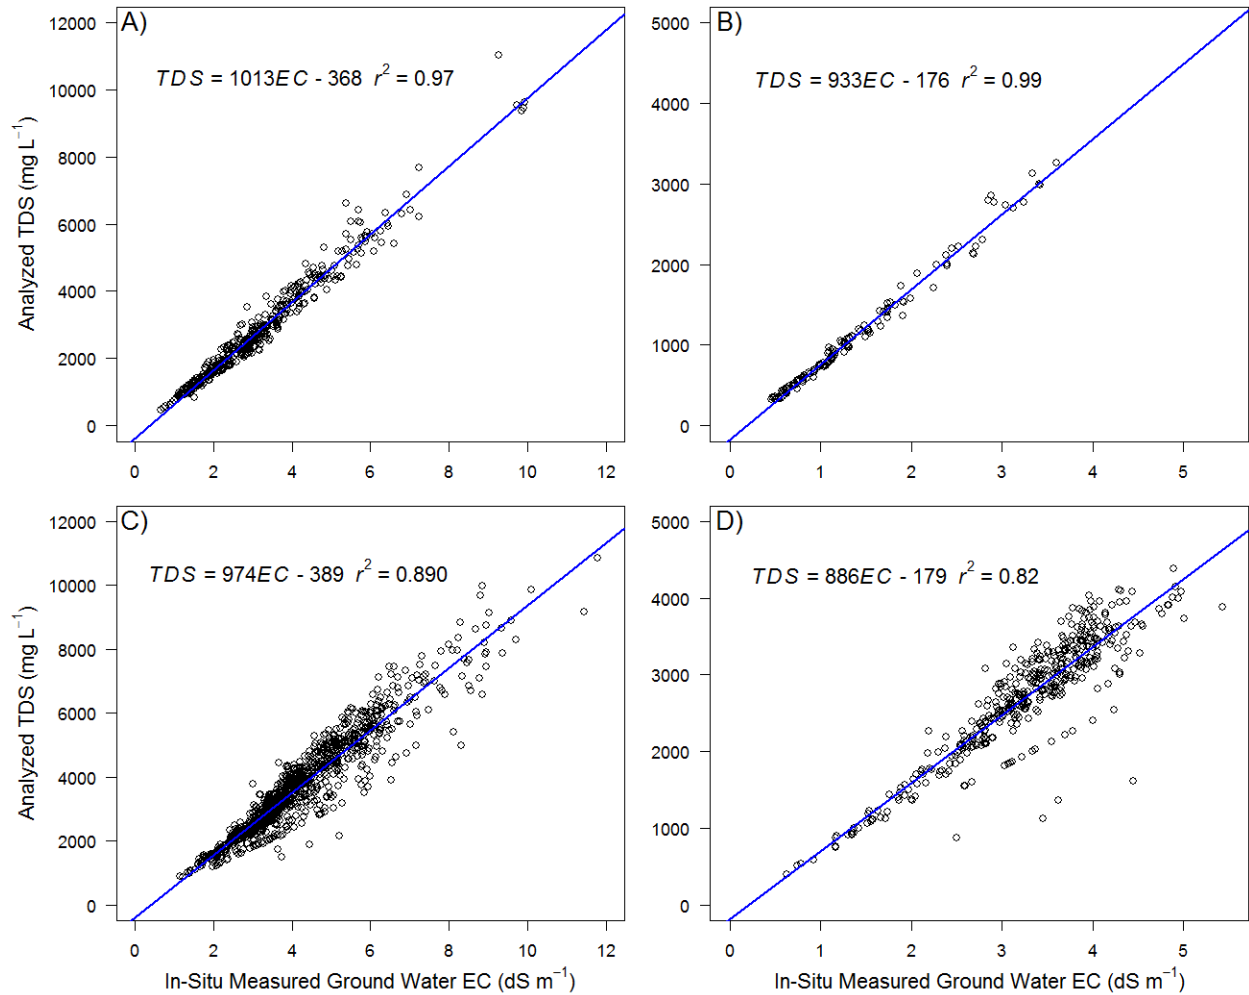 A)
TDS = 1013EC - 368 r² = 0.97
12000
10000
8000
6000
4000
2000
0
Analyzed TDS (mg L⁻¹)
0 2 4 6 8 10 12
B)
TDS = 933EC - 176 r² = 0.99
5000
4000
3000
2000
1000
0
0 1 2 3 4 5
C)
TDS = 974EC - 389 r² = 0.890
12000
10000
8000
6000
4000
2000
0
Analyzed TDS (mg L⁻¹)
0 2 4 6 8 10 12
In-Situ Measured Ground Water EC (dS m⁻¹)
D)
TDS = 886EC - 179 r² = 0.82
5000
4000
3000
2000
1000
0
0 1 2 3 4 5
In-Situ Measured Ground Water EC (dS m⁻¹)